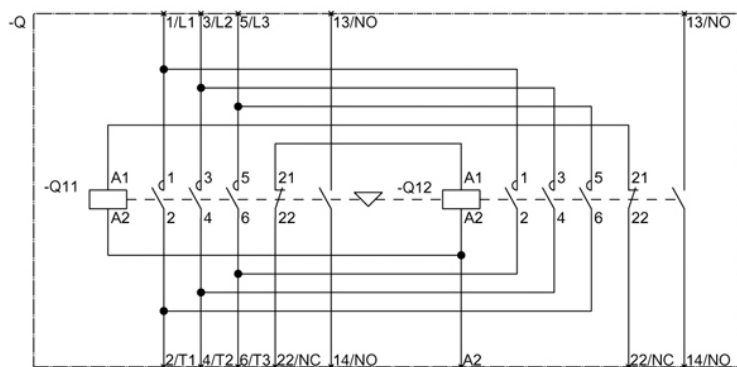 -Q 1/L1 3/L2 5/L3 13/NO 13/NO
A1 1 3 5 21 A1 1 3 5 21
-Q11 -Q12
A2 2 4 6 22 A2 2 4 6 22
2/T1 4/T2 6/T3 22/NC 14/NO A2 22/NC 14/NO